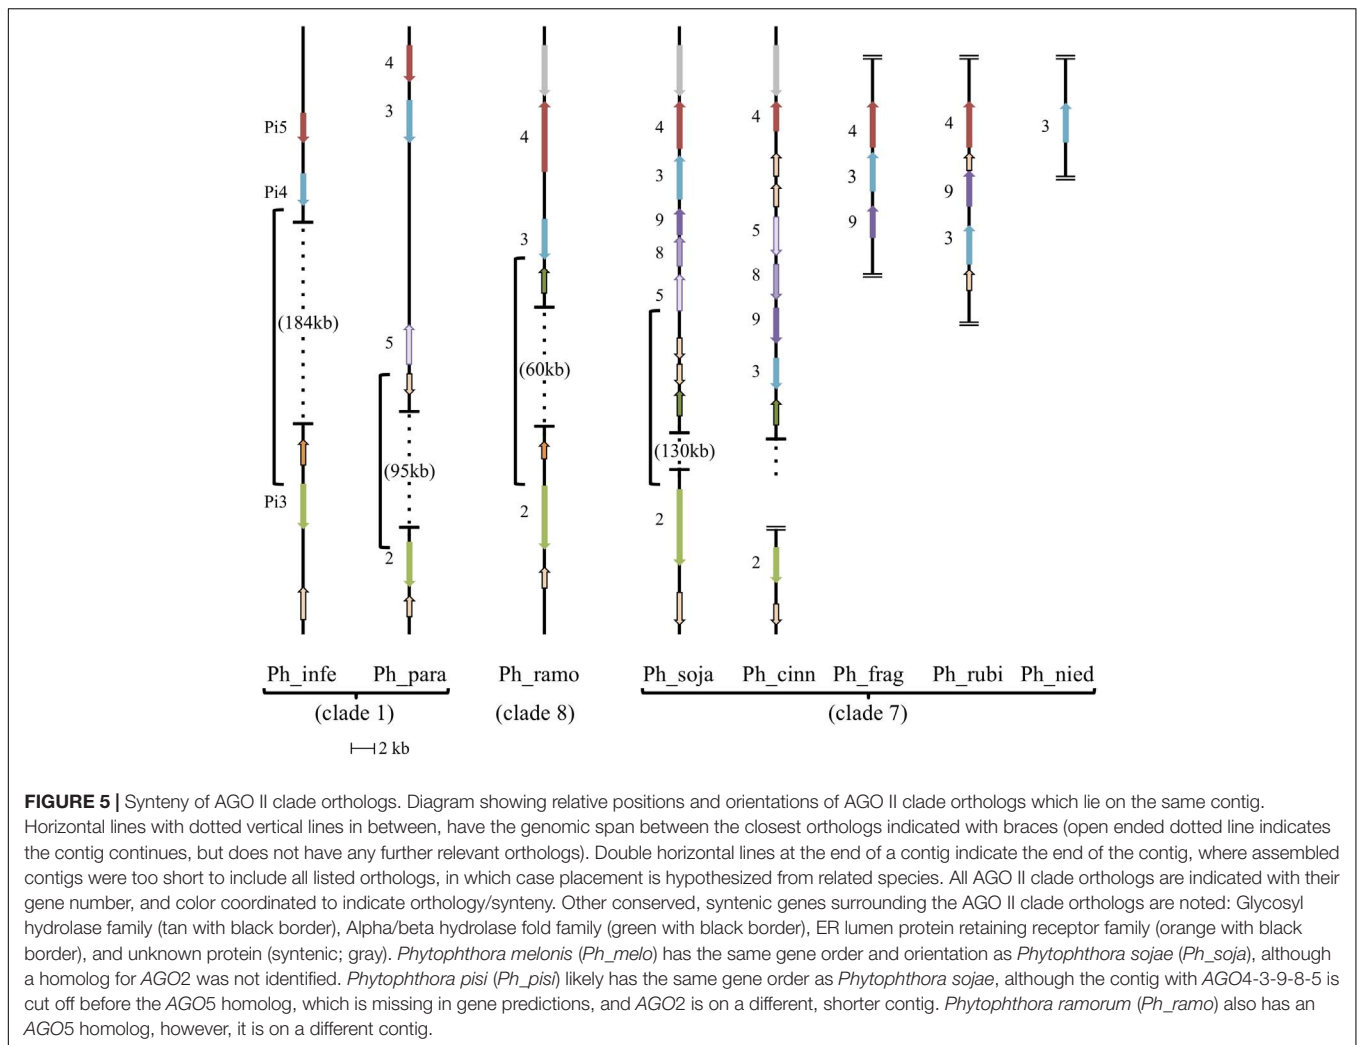 4
3
5
(95kb)
2
Pi5
Pi4
(184kb)
Pi3
4
3
(60kb)
2
4
3
9
8
5
(130kb)
2
4
5
8
9
3
2
4
3
9
4
9
3
3
Ph_infe Ph_para Ph_ramo Ph_soja Ph_cinn Ph_frag Ph_rubi Ph_nied
(clade 1) (clade 8) (clade 7)
2 kb
FIGURE 5 | Synteny of AGO II clade orthologs. Diagram showing relative positions and orientations of AGO II clade orthologs which lie on the same contig.
Horizontal lines with dotted vertical lines in between, have the genomic span between the closest orthologs indicated with braces (open ended dotted line indicates
the contig continues, but does not have any further relevant orthologs). Double horizontal lines at the end of a contig indicate the end of the contig, where assembled
contigs were too short to include all listed orthologs, in which case placement is hypothesized from related species. All AGO II clade orthologs are indicated with their
gene number, and color coordinated to indicate orthology/synteny. Other conserved, syntenic genes surrounding the AGO II clade orthologs are noted: Glycosyl
hydrolase family (tan with black border), Alpha/beta hydrolase fold family (green with black border), ER lumen protein retaining receptor family (orange with black
border), and unknown protein (syntenic; gray). Phytophthora melonis (Ph_melo) has the same gene order and orientation as Phytophthora sojae (Ph_soja), although
a homolog for AGO2 was not identified. Phytophthora pisi (Ph_pisi) likely has the same gene order as Phytophthora sojae, although the contig with AGO4-3-9-8-5 is
cut off before the AGO5 homolog, which is missing in gene predictions, and AGO2 is on a different, shorter contig. Phytophthora ramorum (Ph_ramo) also has an
AGO5 homolog, however, it is on a different contig.